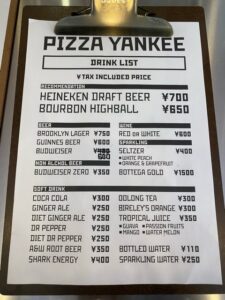 PIZZA YANKEE
DRINK LIST
¥TAX INCLUDED PRICE
RECOMMENDATION
HEINEKEN DRAFT BEER ¥700
BOURBON HIGHBALL ¥650
BEER
BROOKLYN LAGER ¥750
GUINNES BEER ¥800
BUDWEISER
600
NON ALCHOL BEER
BUDWEISER ZERO ¥350
WINE
RED OR WHITE ¥600
SPARKLING
SELTZER ¥400
●WHITE PEACH
●ORANGE & GRAPEFRUIT
BOTTEGA GOLD ¥1500
SOFT DRINK
COCA COLA ¥300
GINGER ALE ¥250
DIET GINGER ALE ¥250
DR PEPPER ¥250
DIET DR PEPPER ¥250
A&W ROOT BEER ¥350
SHARK ENERGY ¥400
OOLONG TEA ¥300
BIRELEY'S ORANGE ¥300
TROPICAL JUICE ¥350
●GUAVA ●PASSION FRUITS
●MANGO ●WATER MELON
BOTTLED WATER ¥110
SPARKLING WATER ¥250